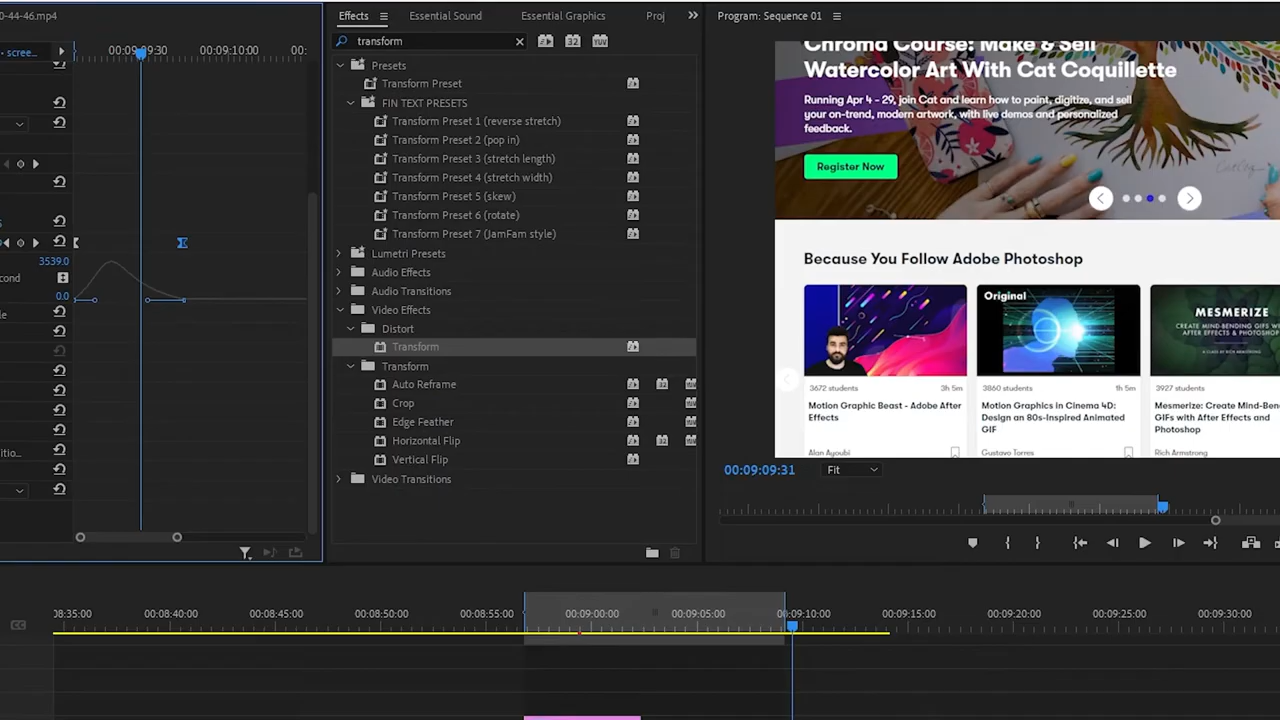 0-44-46.mp4
Effects
Essential Sound
Essential Graphics
Proj
Program: Sequence 01
scree...
00:09:09:30
00:09:10:00
00:
transform
Presets
Transform Preset
FIN TEXT PRESETS
Transform Preset 1 (reverse stretch)
Transform Preset 2 (pop in)
Transform Preset 3 (stretch length)
Transform Preset 4 (stretch width)
Transform Preset 5 (skew)
Transform Preset 6 (rotate)
Transform Preset 7 (JamFam style)
Lumetri Presets
Audio Effects
Audio Transitions
Video Effects
Distort
Transform
Transform
Auto Reframe
Crop
Edge Feather
Horizontal Flip
Vertical Flip
Video Transitions
3539.0
cond
0.0
le
itio...
Chroma Course: Make & Sell
Watercolor Art With Cat Coquillette
Running Apr 4 - 29, join Cat and learn how to paint, digitize, and sell
your on-trend, modern artwork, with live demos and personalized
feedback.
Register Now
Because You Follow Adobe Photoshop
Original
MESMERIZE
CREATE MIND-BENDING GIFS WITH
AFTER EFFECTS & PHOTOSHOP
A CLASS BY RICH ARMSTRONG
3672 students
3h 5m
Motion Graphic Beast - Adobe After
Effects
Alan Ayoubi
3860 students
1h 5m
Motion Graphics in Cinema 4D:
Design an 80s-Inspired Animated
GIF
Gustavo Torres
3927 students
Mesmerize: Create Mind-Bend
GIFs with After Effects and
Photoshop
Rich Armstrong
00:09:09:31
Fit
08:35:00
00:08:40:00
00:08:45:00
00:08:50:00
00:08:55:00
00:09:00:00
00:09:05:00
00:09:10:00
00:09:15:00
00:09:20:00
00:09:25:00
00:09:30:00